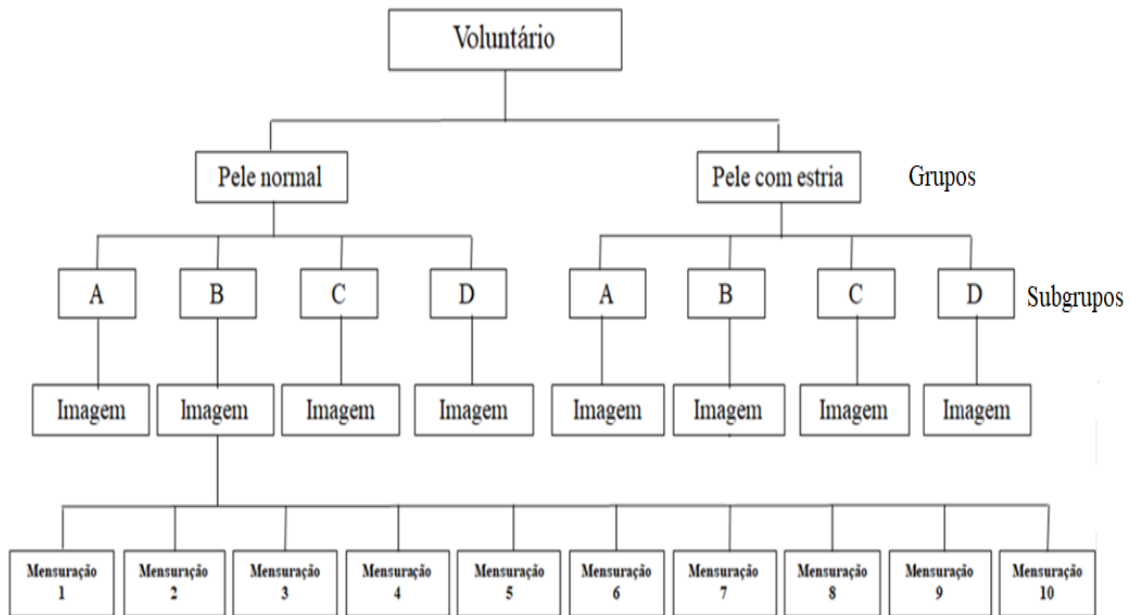 Voluntário
Pele normal
Pele com estria
Grupos
A
B
C
D
A
B
C
D
Subgrupos
Imagem
Imagem
Imagem
Imagem
Imagem
Imagem
Imagem
Imagem
Mensuração
1
Mensuração
2
Mensuração
3
Mensuração
4
Mensuração
5
Mensuração
6
Mensuração
7
Mensuração
8
Mensuração
9
Mensuração
10